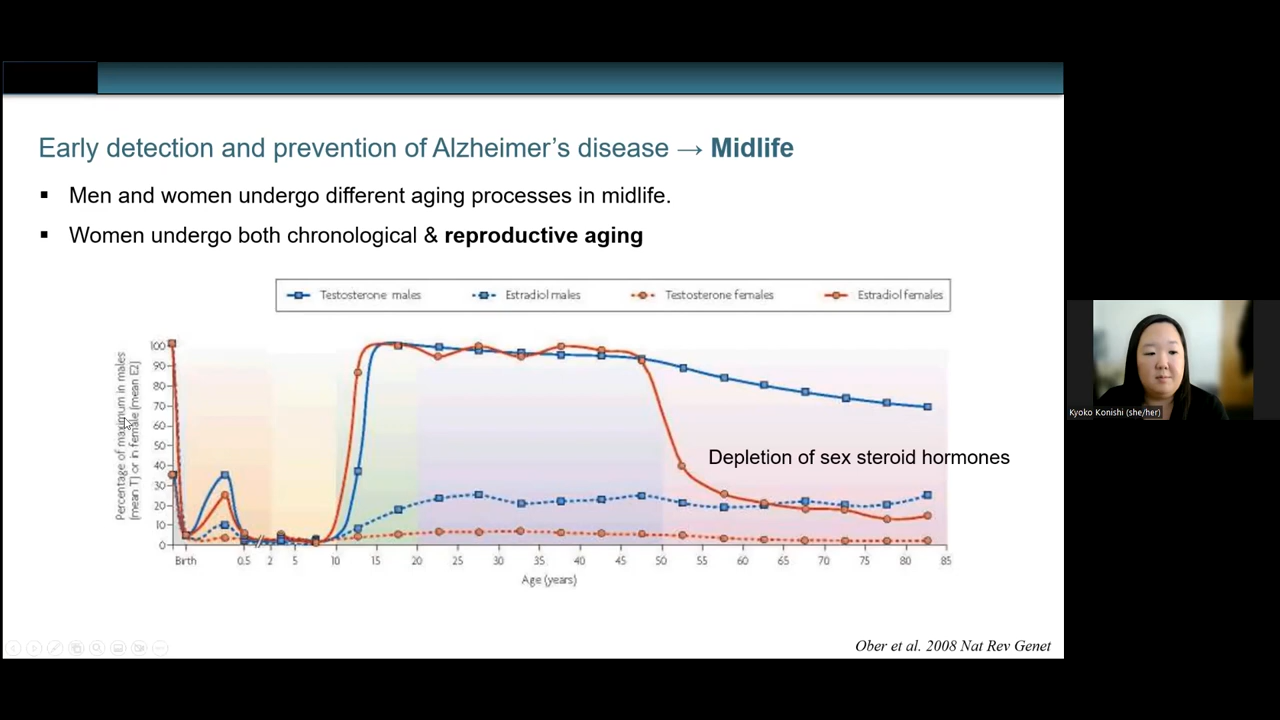 Early detection and prevention of Alzheimer’s disease → Midlife
▪ Men and women undergo different aging processes in midlife.
▪ Women undergo both chronological & reproductive aging
Testosterone males Estradiol males Testosterone females Estradiol females
Percentage of maximum in males
(mean T) or in female (mean E2)
100
90
80
70
60
50
40
30
20
10
0
Depletion of sex steroid hormones
Birth 0.5 2 5 10 15 20 25 30 35 40 45 50 55 60 65 70 75 80 85
Age (years)
Ober et al. 2008 Nat Rev Genet
Kyoko Konishi (she/her)